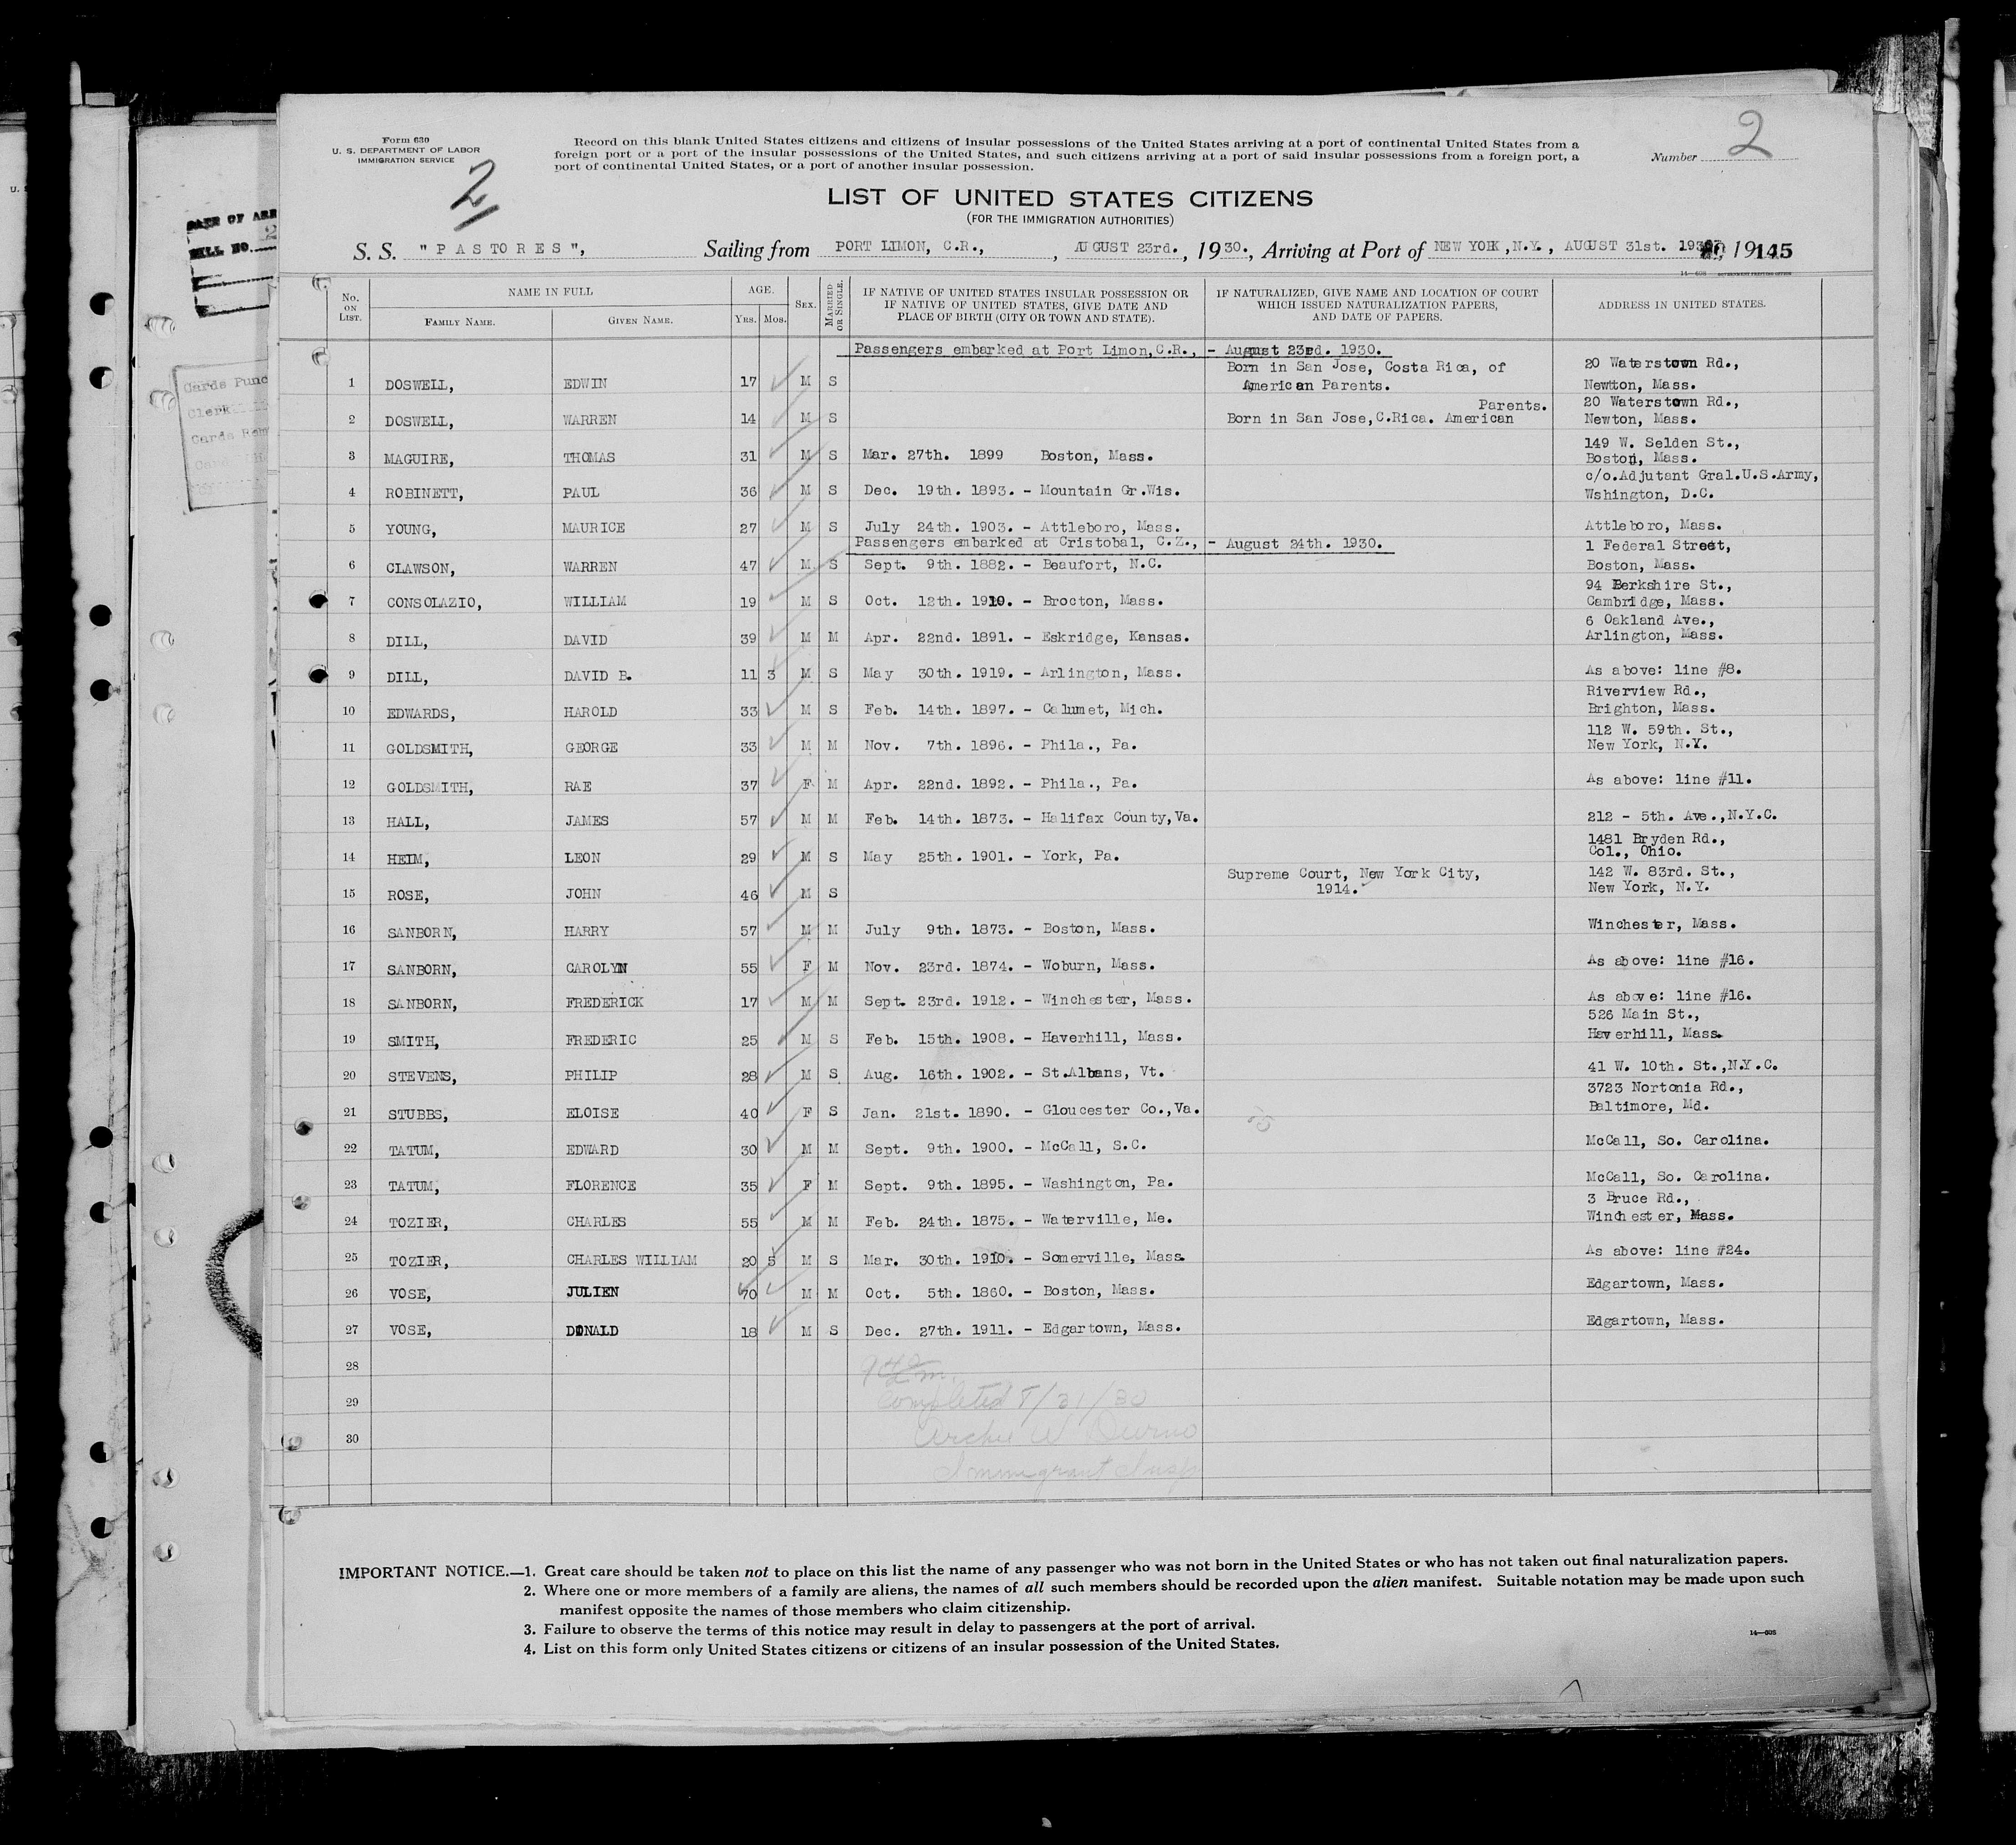 Form 630
U. S. DEPARTMENT OF LABOR
IMMIGRATION SERVICE
2
Record on this blank United States citizens and citizens of insular possessions of the United States arriving at a port of continental United States from a
foreign port or a port of the insular possessions of the United States, and such citizens arriving at a port of said insular possessions from a foreign port, a
port of continental United States, or a port of another insular possession.
Number 2
LIST OF UNITED STATES CITIZENS
(FOR THE IMMIGRATION AUTHORITIES)
S. S. "PASTORES", Sailing from PORT LIMON, C.R., , AUGUST 23rd. , 1930. , Arriving at Port of NEW YORK, N.Y., AUGUST 31st. 1930 19 145
No. ON LIST. NAME IN FULL AGE. SEX. MARRIED OR SINGLE. IF NATIVE OF UNITED STATES INSULAR POSSESSION OR IF NATIVE OF UNITED STATES, GIVE DATE AND PLACE OF BIRTH (CITY OR TOWN AND STATE). IF NATURALIZED, GIVE NAME AND LOCATION OF COURT WHICH ISSUED NATURALIZATION PAPERS, AND DATE OF PAPERS. ADDRESS IN UNITED STATES.
FAMILY NAME. GIVEN NAME. YRS. MOS.
Passengers embarked at Port Limon,C.R., - August 23rd. 1930.
1 DOSWELL, EDWIN 17 M S Born in San Jose, Costa Rica, of American Parents. 20 Waterstown Rd., Newtton, Mass.
2 DOSWELL, WARREN 14 M S Born in San Jose,C.Rica. American Parents. 20 Waterstown Rd., Newton, Mass.
3 MAGUIRE, THOMAS 31 M S Mar. 27th. 1899 Boston, Mass. 149 W. Selden St., Boston, Mass.
4 ROBINETT, PAUL 36 M S Dec. 19th. 1893. - Mountain Gr.Wis. c/o.Adjutant Gral.U.S.Army, Wshington, D.C.
5 YOUNG, MAURICE 27 M S July 24th. 1903. - Attleboro, Mass. Attleboro, Mass.
Passengers embarked at Cristobal, C.Z., - August 24th. 1930.
6 CLAWSON, WARREN 47 M S Sept. 9th. 1882. - Beaufort, N.C. 1 Federal Street, Boston, Mass.
7 CONSOLAZIO, WILLIAM 19 M S Oct. 12th. 1910. - Brocton, Mass. 94 Berkshire St., Cambridge, Mass.
8 DILL, DAVID 39 M M Apr. 22nd. 1891. - Eskridge, Kansas. 6 Oakland Ave., Arlington, Mass.
9 DILL, DAVID B. 11 3 M S May 30th. 1919. - Arlington, Mass. As above: line #8.
10 EDWARDS, HAROLD 33 M S Feb. 14th. 1897. - Calumet, Mich. Riverview Rd., Brighton, Mass.
11 GOLDSMITH, GEORGE 33 M M Nov. 7th. 1896. - Phila., Pa. 112 W. 59th. St., New York, N.Y.
12 GOLDSMITH, RAE 37 F M Apr. 22nd. 1892. - Phila., Pa. As above: line #11.
13 HALL, JAMES 57 M M Feb. 14th. 1873. - Halifax County,Va. 212 - 5th. Ave.,N.Y.C.
14 HEIM, LEON 29 M S May 25th. 1901. - York, Pa. 1481 Bryden Rd., Col., Ohio.
15 ROSE, JOHN 46 M S Supreme Court, New York City, 1914. 142 W. 83rd. St., New York, N.Y.
16 SANBORN, HARRY 57 M M July 9th. 1873. - Boston, Mass. Winchester, Mass.
17 SANBORN, CAROLYN 55 F M Nov. 23rd. 1874. - Woburn, Mass. As above: line #16.
18 SANBORN, FREDERICK 17 M M Sept. 23rd. 1912. - Winchester, Mass. As above: line #16.
19 SMITH, FREDERIC 25 M S Feb. 15th. 1908. - Haverhill, Mass. 526 Main St., Haverhill, Mass.
20 STEVENS, PHILIP 28 M S Aug. 16th. 1902. - St.Albans, Vt. 41 W. 10th. St.,N.Y.C.
21 STUBBS, ELOISE 40 F S Jan. 21st. 1890. - Gloucester Co.,Va. 3723 Nortonia Rd., Baltimore, Md.
22 TATUM, EDWARD 30 M M Sept. 9th. 1900. - McCall, S.C. McCall, So. Carolina.
23 TATUM, FLORENCE 35 F M Sept. 9th. 1895. - Washington, Pa. McCall, So. Carolina.
24 TOZIER, CHARLES 55 M M Feb. 24th. 1875. - Waterville, Me. 3 Bruce Rd., Winchester, Mass.
25 TOZIER, CHARLES WILLIAM 20 5 M S Mar. 30th. 1910. - Somerville, Mass. As above: line #24.
26 VOSE, JULIEN 70 M M Oct. 5th. 1860. - Boston, Mass. Edgartown, Mass.
27 VOSE, DONALD 18 M S Dec. 27th. 1911. - Edgartown, Mass. Edgartown, Mass.
28
29 Completed 8/31/30
30 Archie W
Immigrant Insp
IMPORTANT NOTICE.—1. Great care should be taken not to place on this list the name of any passenger who was not born in the United States or who has not taken out final naturalization papers.
2. Where one or more members of a family are aliens, the names of all such members should be recorded upon the alien manifest. Suitable notation may be made upon such
manifest opposite the names of those members who claim citizenship.
3. Failure to observe the terms of this notice may result in delay to passengers at the port of arrival.
4. List on this form only United States citizens or citizens of an insular possession of the United States.